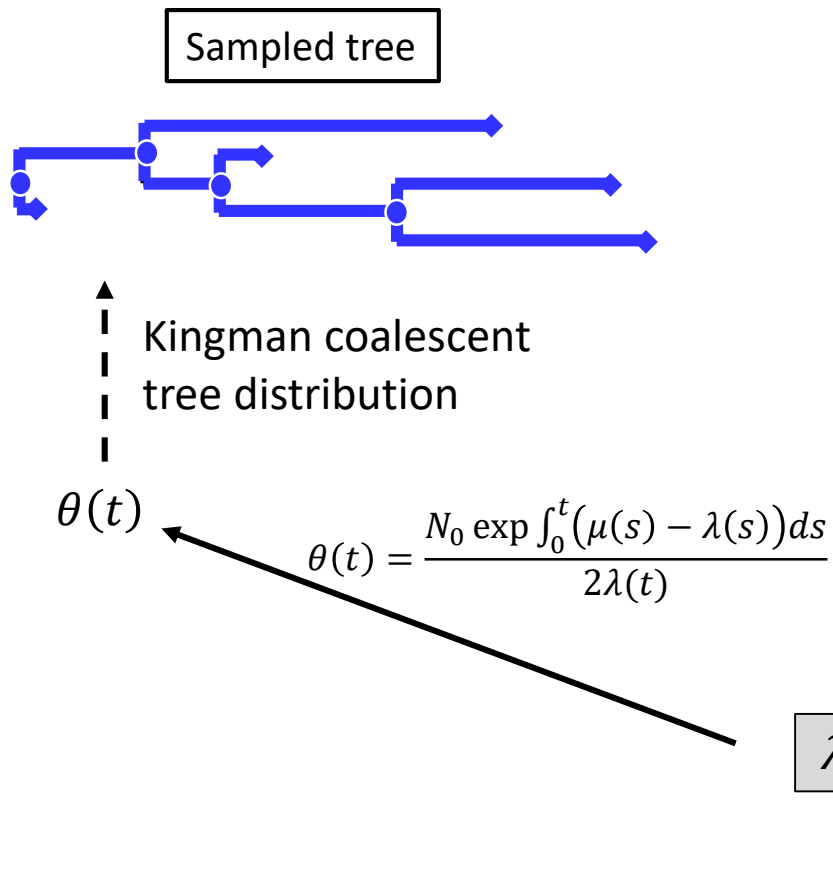 Sampled tree
Kingman coalescent
tree distribution
θ(t)
θ(t) = N₀ exp ∫₀ᵗ(μ(s) − λ(s))ds / 2λ(t)